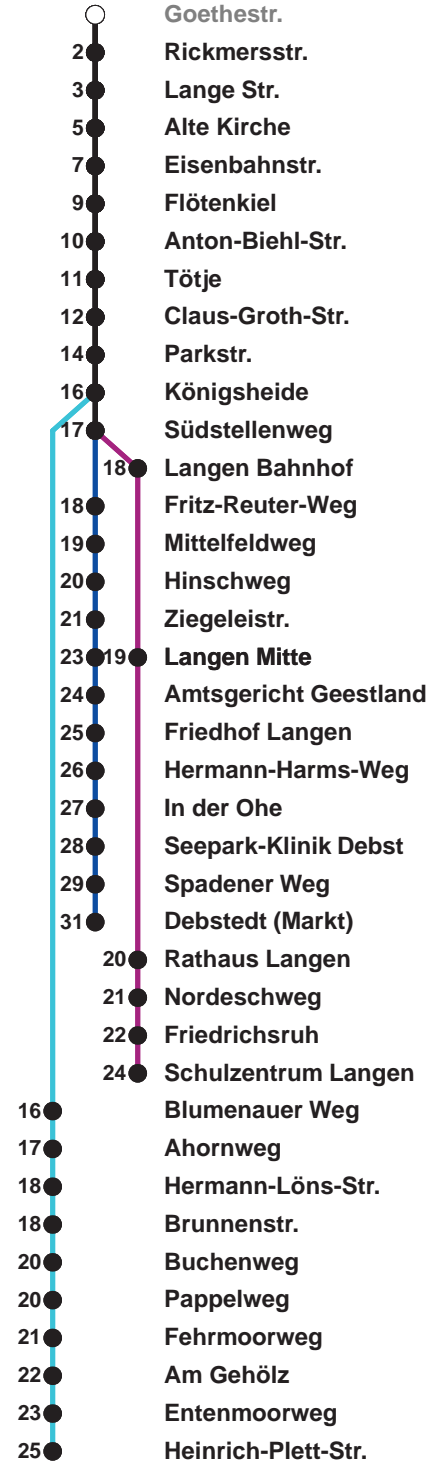 Goethestr.
2 Rickmersstr.
3 Lange Str.
5 Alte Kirche
7 Eisenbahnstr.
9 Flötenkiel
10 Anton-Biehl-Str.
11 Tötje
12 Claus-Groth-Str.
14 Parkstr.
16 Königsheide
17 Südstellenweg
18 Langen Bahnhof
18 Fritz-Reuter-Weg
19 Mittelfeldweg
20 Hinschweg
21 Ziegeleistr.
23 19 Langen Mitte
24 Amtsgericht Geestland
25 Friedhof Langen
26 Hermann-Harms-Weg
27 In der Ohe
28 Seepark-Klinik Debst
29 Spadener Weg
31 Debstedt (Markt)
20 Rathaus Langen
21 Nordeschweg
22 Friedrichsruh
24 Schulzentrum Langen
16 Blumenauer Weg
17 Ahornweg
18 Hermann-Löns-Str.
18 Brunnenstr.
20 Buchenweg
20 Pappelweg
21 Fehrmoorweg
22 Am Gehölz
23 Entenmoorweg
25 Heinrich-Plett-Str.